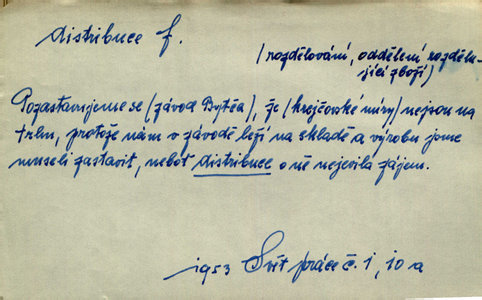 distribuce f.
(rozdělování, oddělení rozdělu-
jící zboží)
Pozastavujeme se (závod Bytěa), že (krejčovské míry) nejsou na
trhu, protože nám v závodě leží na skladě a výrobu jsme
museli zastavit, neboť distribuce o ně nejevila zájem.
1953 Svět práce č. 1, 10 a